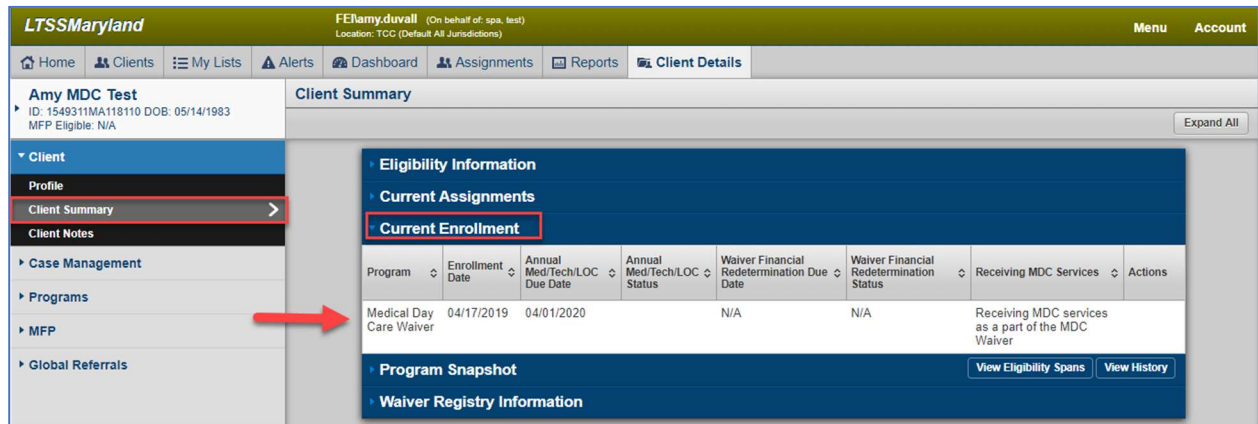 LTSSMaryland
FEI\amy.duvall (On behalf of: spa, test)
Location: TCC (Default All Jurisdictions)
Menu Account
Home Clients My Lists Alerts Dashboard Assignments Reports Client Details
Amy MDC Test
ID: 1549311MA118110 DOB: 05/14/1983
MFP Eligible: N/A
Client Summary
Expand All
Client
Profile
Client Summary
Client Notes
Case Management
Programs
MFP
Global Referrals
Eligibility Information
Current Assignments
Current Enrollment
Program
Enrollment
Date
Annual
Med/Tech/LOC
Due Date
Annual
Med/Tech/LOC
Status
Waiver Financial
Redetermination Due
Date
Waiver Financial
Redetermination
Status
Receiving MDC Services
Actions
Medical Day
Care Waiver
04/17/2019
04/01/2020
N/A
N/A
Receiving MDC services
as a part of the MDC
Waiver
Program Snapshot
View Eligibility Spans View History
Waiver Registry Information